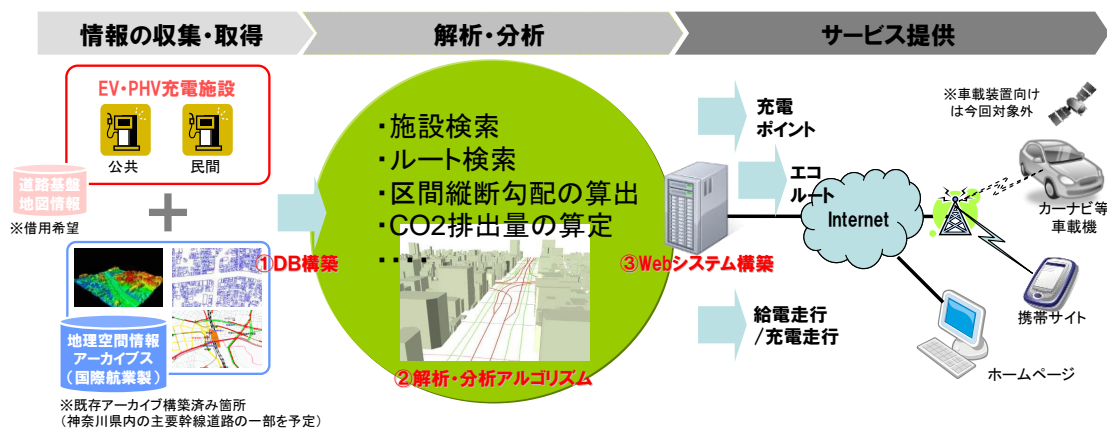 情報の収集・取得
解析・分析
サービス提供
EV・PHV充電施設
公共
民間
道路基盤
地図情報
※借用希望
①DB構築
地理空間情報
アーカイブス
(国際航業製)
※既存アーカイブ構築済み箇所
(神奈川県内の主要幹線道路の一部を予定)
・施設検索
・ルート検索
・区間縦断勾配の算出
・CO2排出量の算定
・・・・
②解析・分析アルゴリズム
③Webシステム構築
充電
ポイント
エコ
ルート
給電走行
/充電走行
Internet
※車載装置向け
は今回対象外
カーナビ等
車載機
携帯サイト
ホームページ